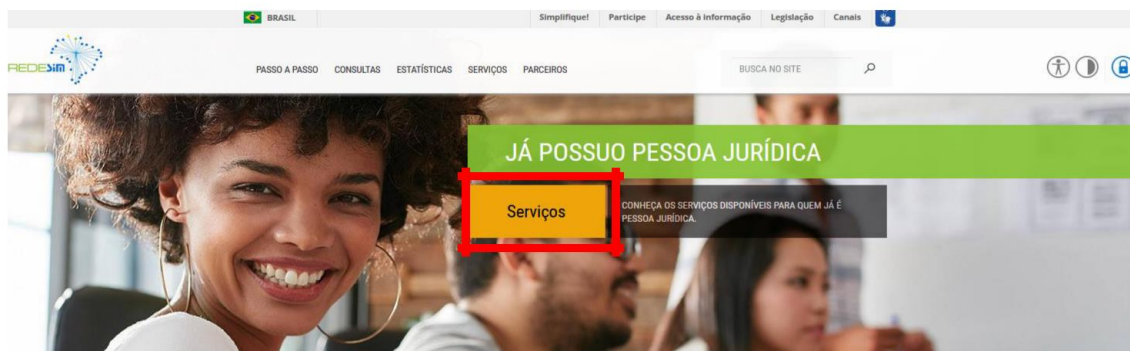 BRASIL
Simplifique! Participe Acesso à informação Legislação Canais
REDESIM
PASSO A PASSO CONSULTAS ESTATÍSTICAS SERVIÇOS PARCEIROS
BUSCA NO SITE
JÁ POSSUO PESSOA JURÍDICA
Serviços
CONHEÇA OS SERVIÇOS DISPONÍVEIS PARA QUEM JÁ É
PESSOA JURÍDICA.